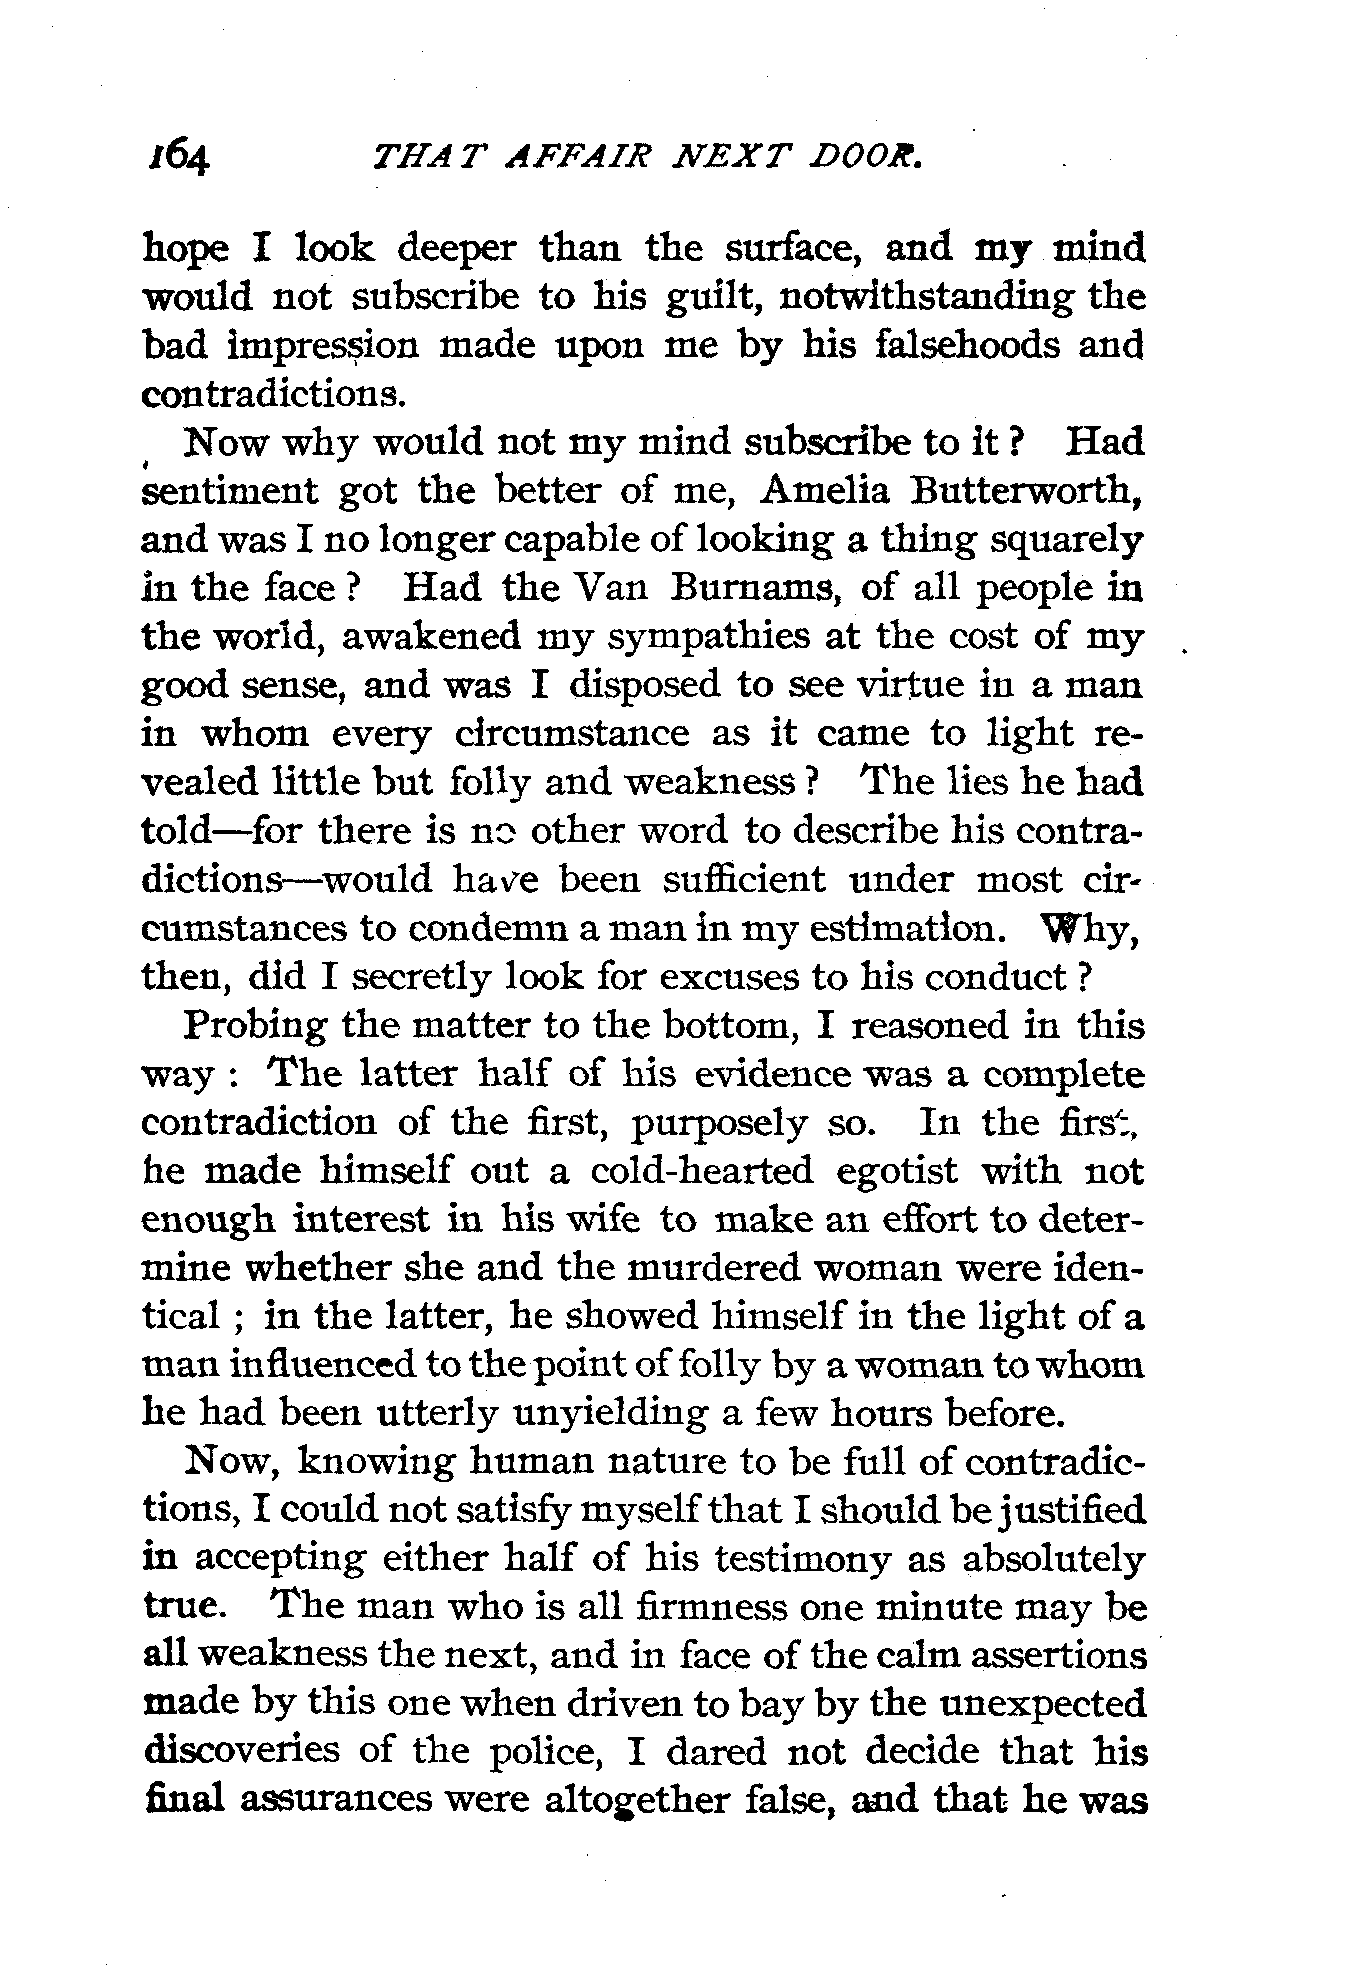 164 THAT AFFAIR NEXT DOOR.
hope I look deeper than the surface, and my mind
would not subscribe to his guilt, notwithstanding the
bad impression made upon me by his falsehoods and
contradictions.
Now why would not my mind subscribe to it ? Had
sentiment got the better of me, Amelia Butterworth,
and was I no longer capable of looking a thing squarely
in the face ? Had the Van Burnams, of all people in
the world, awakened my sympathies at the cost of my
good sense, and was I disposed to see virtue in a man
in whom every circumstance as it came to light re-
vealed little but folly and weakness ? The lies he had
told—for there is no other word to describe his contra-
dictions—would have been sufficient under most cir-
cumstances to condemn a man in my estimation. Why,
then, did I secretly look for excuses to his conduct ?
Probing the matter to the bottom, I reasoned in this
way : The latter half of his evidence was a complete
contradiction of the first, purposely so. In the first,
he made himself out a cold-hearted egotist with not
enough interest in his wife to make an effort to deter-
mine whether she and the murdered woman were iden-
tical ; in the latter, he showed himself in the light of a
man influenced to the point of folly by a woman to whom
he had been utterly unyielding a few hours before.
Now, knowing human nature to be full of contradic-
tions, I could not satisfy myself that I should be justified
in accepting either half of his testimony as absolutely
true. The man who is all firmness one minute may be
all weakness the next, and in face of the calm assertions
made by this one when driven to bay by the unexpected
discoveries of the police, I dared not decide that his
final assurances were altogether false, and that he was